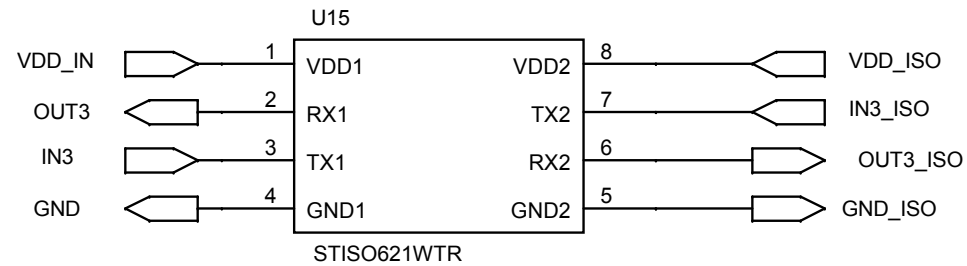 U15
VDD_IN 1 VDD1 VDD2 8 VDD_ISO
OUT3 2 RX1 TX2 7 IN3_ISO
IN3 3 TX1 RX2 6 OUT3_ISO
GND 4 GND1 GND2 5 GND_ISO
STISO621WTR